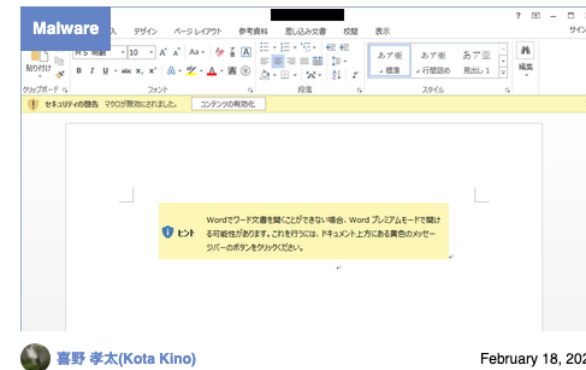 Malware
デザイン ページ レイアウト 参考資料 差し込み文書 校閲 表示
サイン
10 Aa
貼り付け
B I U abc x, x²
あア亜 あア亜 あア亜
標準 行間詰め 見出し 1
編集
クリップボード フォント 段落 スタイル
セキュリティの警告 マクロが無効にされました。 コンテンツの有効化
ヒント
Wordでワード文書を開くことができない場合、Word プレミアムモードで開け
る可能性があります。これを行うには、ドキュメント上方にある黄色のメッセー
ジバーのボタンをクリックください。
喜野 孝太(Kota Kino)
February 18, 202